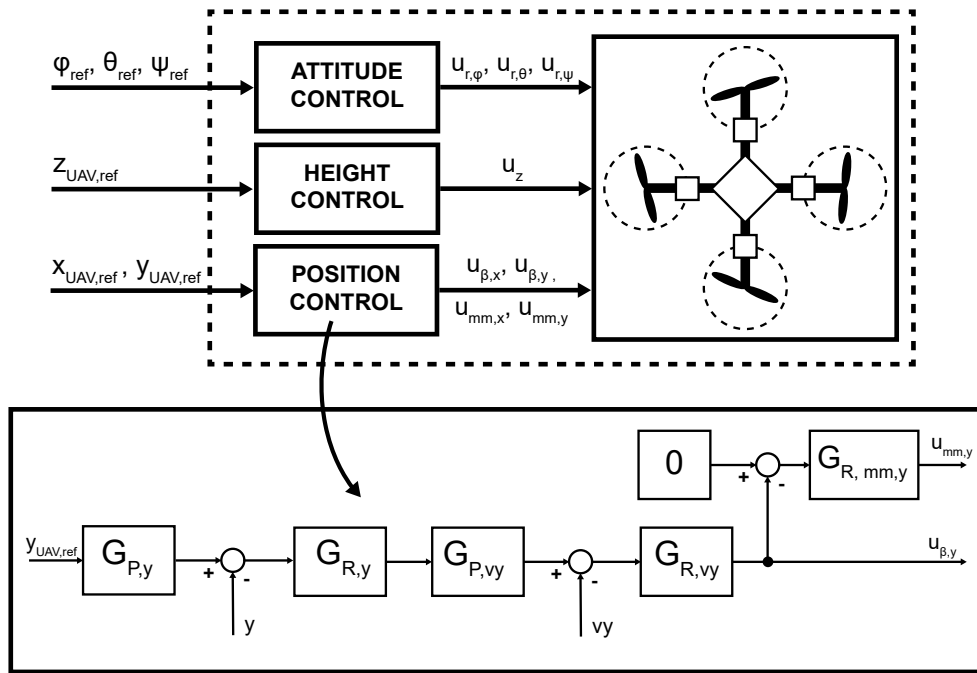 φref, θref, ψref
ATTITUDE
CONTROL
ur,φ, ur,θ, ur,ψ
zUAV,ref
HEIGHT
CONTROL
uz
xUAV,ref , yUAV,ref
POSITION
CONTROL
uβ,x, uβ,y ,
umm,x, umm,y
0
+
-
GR, mm,y
umm,y
yUAV,ref
GP,y
+
-
y
GR,y
GP,vy
+
-
vy
GR,vy
uβ,y